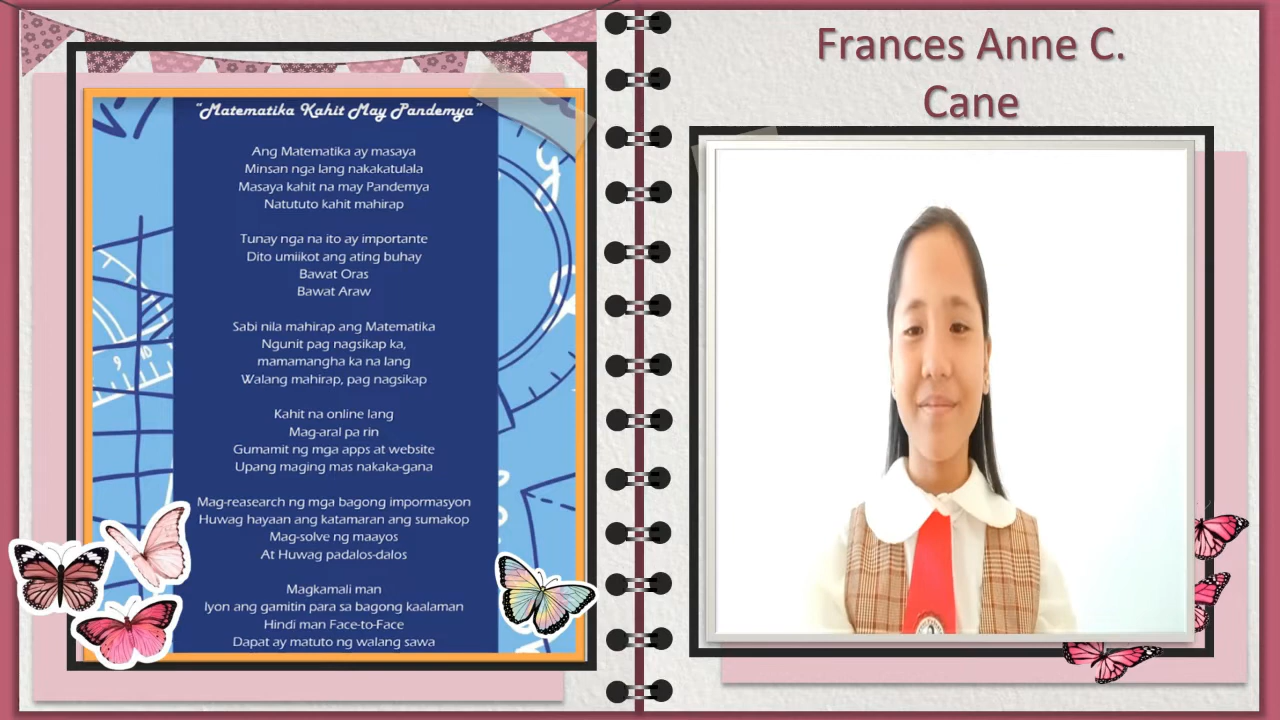 “Matematika Kahit May Pandemya”
Ang Matematika ay masaya
Minsan nga lang nakakatulala
Masaya kahit na may Pandemya
Natututo kahit mahirap
Tunay nga na ito ay importante
Dito umiikot ang ating buhay
Bawat Oras
Bawat Araw
Sabi nila mahirap ang Matematika
Ngunit pag nagsikap ka,
mamamangha ka na lang
Walang mahirap, pag nagsikap
Kahit na online lang
Mag-aral pa rin
Gumamit ng mga apps at website
Upang maging mas nakaka-gana
Mag-reasearch ng mga bagong impormasyon
Huwag hayaan ang katamaran ang sumakop
Mag-solve ng maayos
At Huwag padalos-dalos
Magkamali man
Iyon ang gamitin para sa bagong kaalaman
Hindi man Face-to-Face
Dapat ay matuto ng walang sawa
Frances Anne C.
Cane